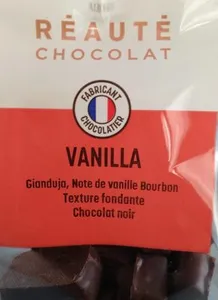 RÉAUTÉ
CHOCOLAT
FABRICANT
CHOCOLATIER
VANILLA
Gianduja, Note de vanille Bourbon
Texture fondante
Chocolat noir